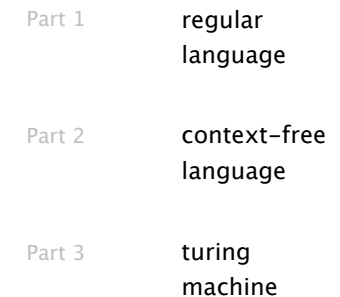 Part 1 regular
language
Part 2 context-free
language
Part 3 turing
machine